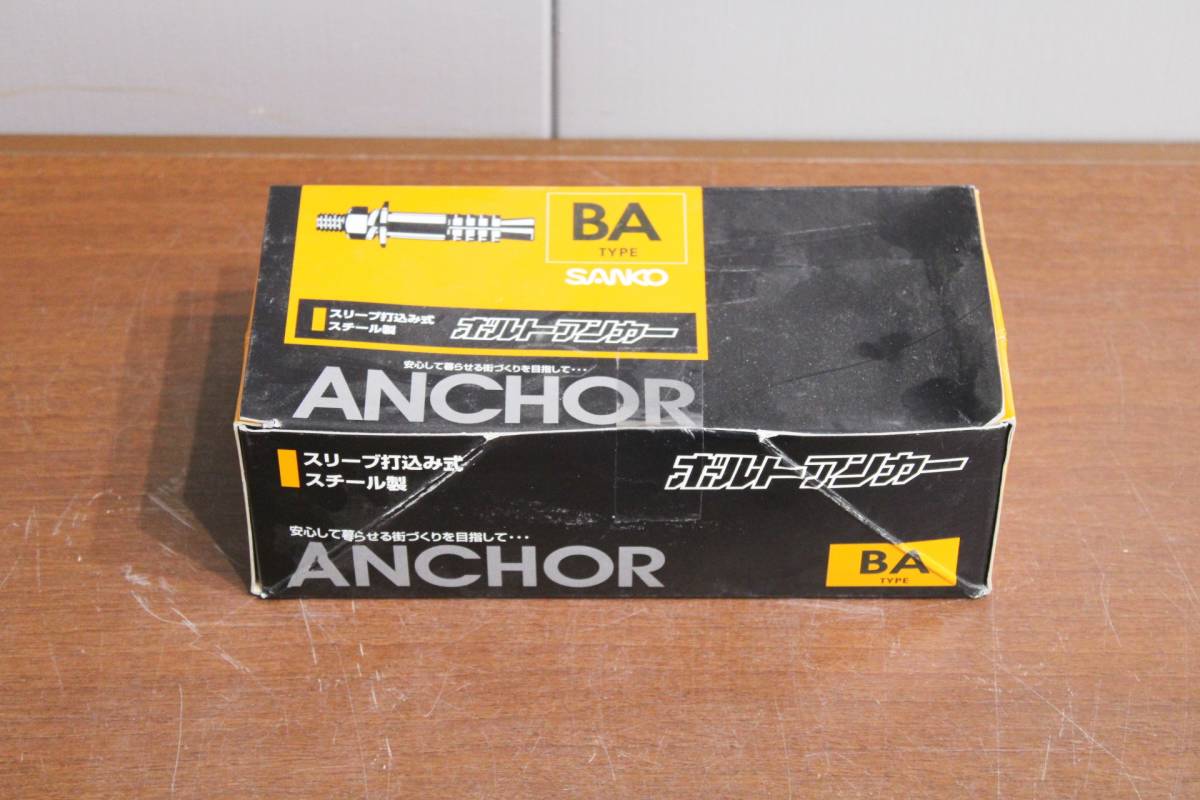 BA
TYPE
SANKO
スリーブ打込み式
スチール製
ボルトアンカー
安心して暮らせる街づくりを目指して・・・
ANCHOR
スリーブ打込み式
スチール製
ボルトアンカー
安心して暮らせる街づくりを目指して・・・
ANCHOR
BA
TYPE